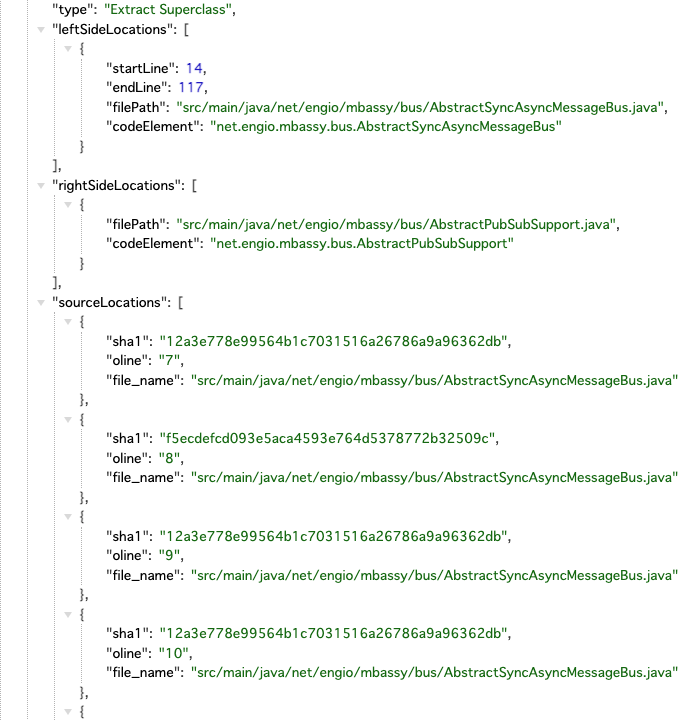 "type": "Extract Superclass",
"leftSideLocations": [
{
"startLine": 14,
"endLine": 117,
"filePath": "src/main/java/net/engio/mbassy/bus/AbstractSyncAsyncMessageBus.java",
"codeElement": "net.engio.mbassy.bus.AbstractSyncAsyncMessageBus"
}
],
"rightSideLocations": [
{
"filePath": "src/main/java/net/engio/mbassy/bus/AbstractPubSubSupport.java",
"codeElement": "net.engio.mbassy.bus.AbstractPubSubSupport"
}
],
"sourceLocations": [
{
"sha1": "12a3e778e99564b1c7031516a26786a9a96362db",
"oline": "7",
"file_name": "src/main/java/net/engio/mbassy/bus/AbstractSyncAsyncMessageBus.java"
},
{
"sha1": "f5ecdefcd093e5aca4593e764d5378772b32509c",
"oline": "8",
"file_name": "src/main/java/net/engio/mbassy/bus/AbstractSyncAsyncMessageBus.java"
},
{
"sha1": "12a3e778e99564b1c7031516a26786a9a96362db",
"oline": "9",
"file_name": "src/main/java/net/engio/mbassy/bus/AbstractSyncAsyncMessageBus.java"
},
{
"sha1": "12a3e778e99564b1c7031516a26786a9a96362db",
"oline": "10",
"file_name": "src/main/java/net/engio/mbassy/bus/AbstractSyncAsyncMessageBus.java"
},
{